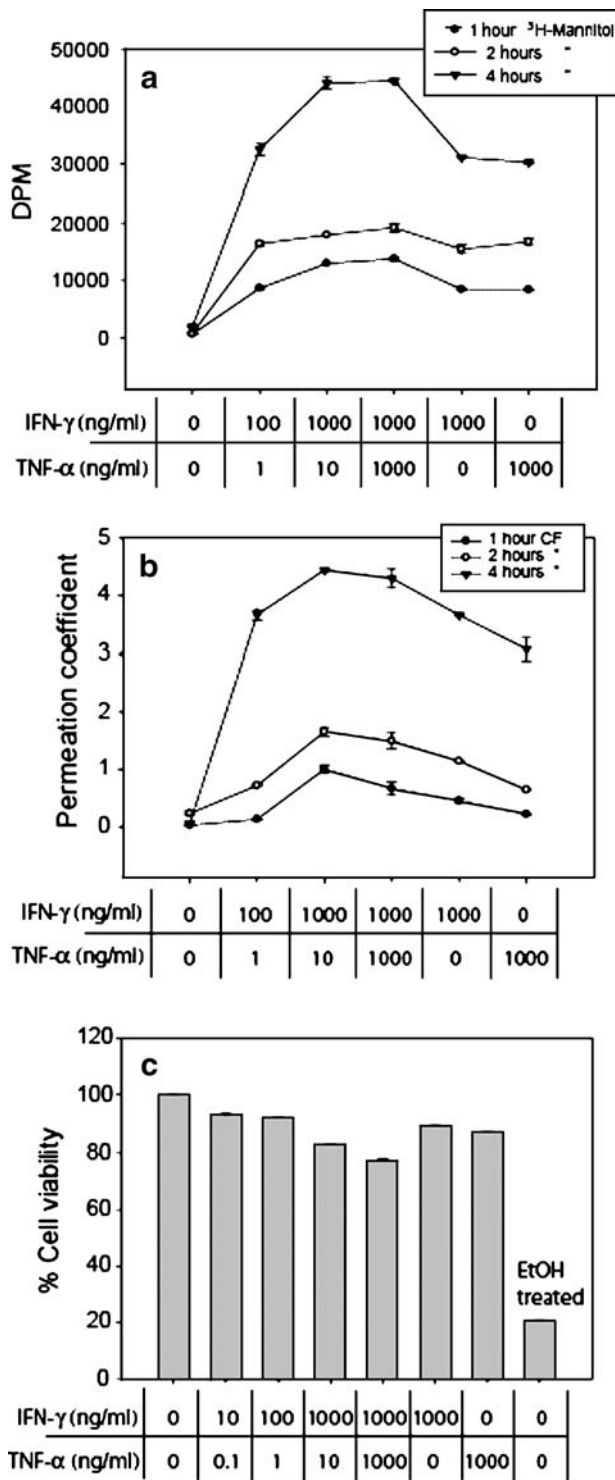 a
1 hour ³H-Mannitol
2 hours "
4 hours "
50000
40000
30000
20000
10000
0
DPM
IFN-γ (ng/ml) 0 100 1000 1000 1000 0
TNF-α (ng/ml) 0 1 10 1000 0 1000
b
1 hour CF
2 hours "
4 hours "
5
4
3
2
1
0
Permeation coefficient
IFN-γ (ng/ml) 0 100 1000 1000 1000 0
TNF-α (ng/ml) 0 1 10 1000 0 1000
c
120
100
80
60
40
20
0
% Cell viability
EtOH
treated
IFN-γ (ng/ml) 0 10 100 1000 1000 1000 0 0
TNF-α (ng/ml) 0 0.1 1 10 1000 0 1000 0